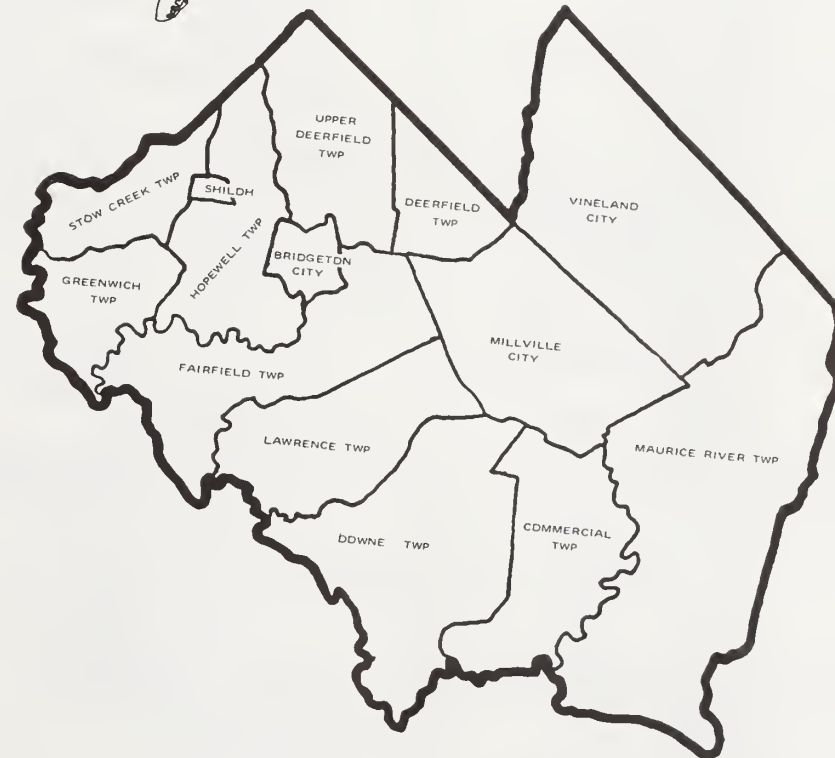 UPPER
DEERFIELD
TWP
DEERFIELD
TWP
VINELAND
CITY
STOW CREEK TWP
SHILOH
HOPEWELL TWP
BRIDGETON
CITY
GREENWICH
TWP
MILLVILLE
CITY
FAIRFIELD TWP
LAWRENCE TWP
MAURICE RIVER TWP
DOWNE TWP
COMMERCIAL
TWP